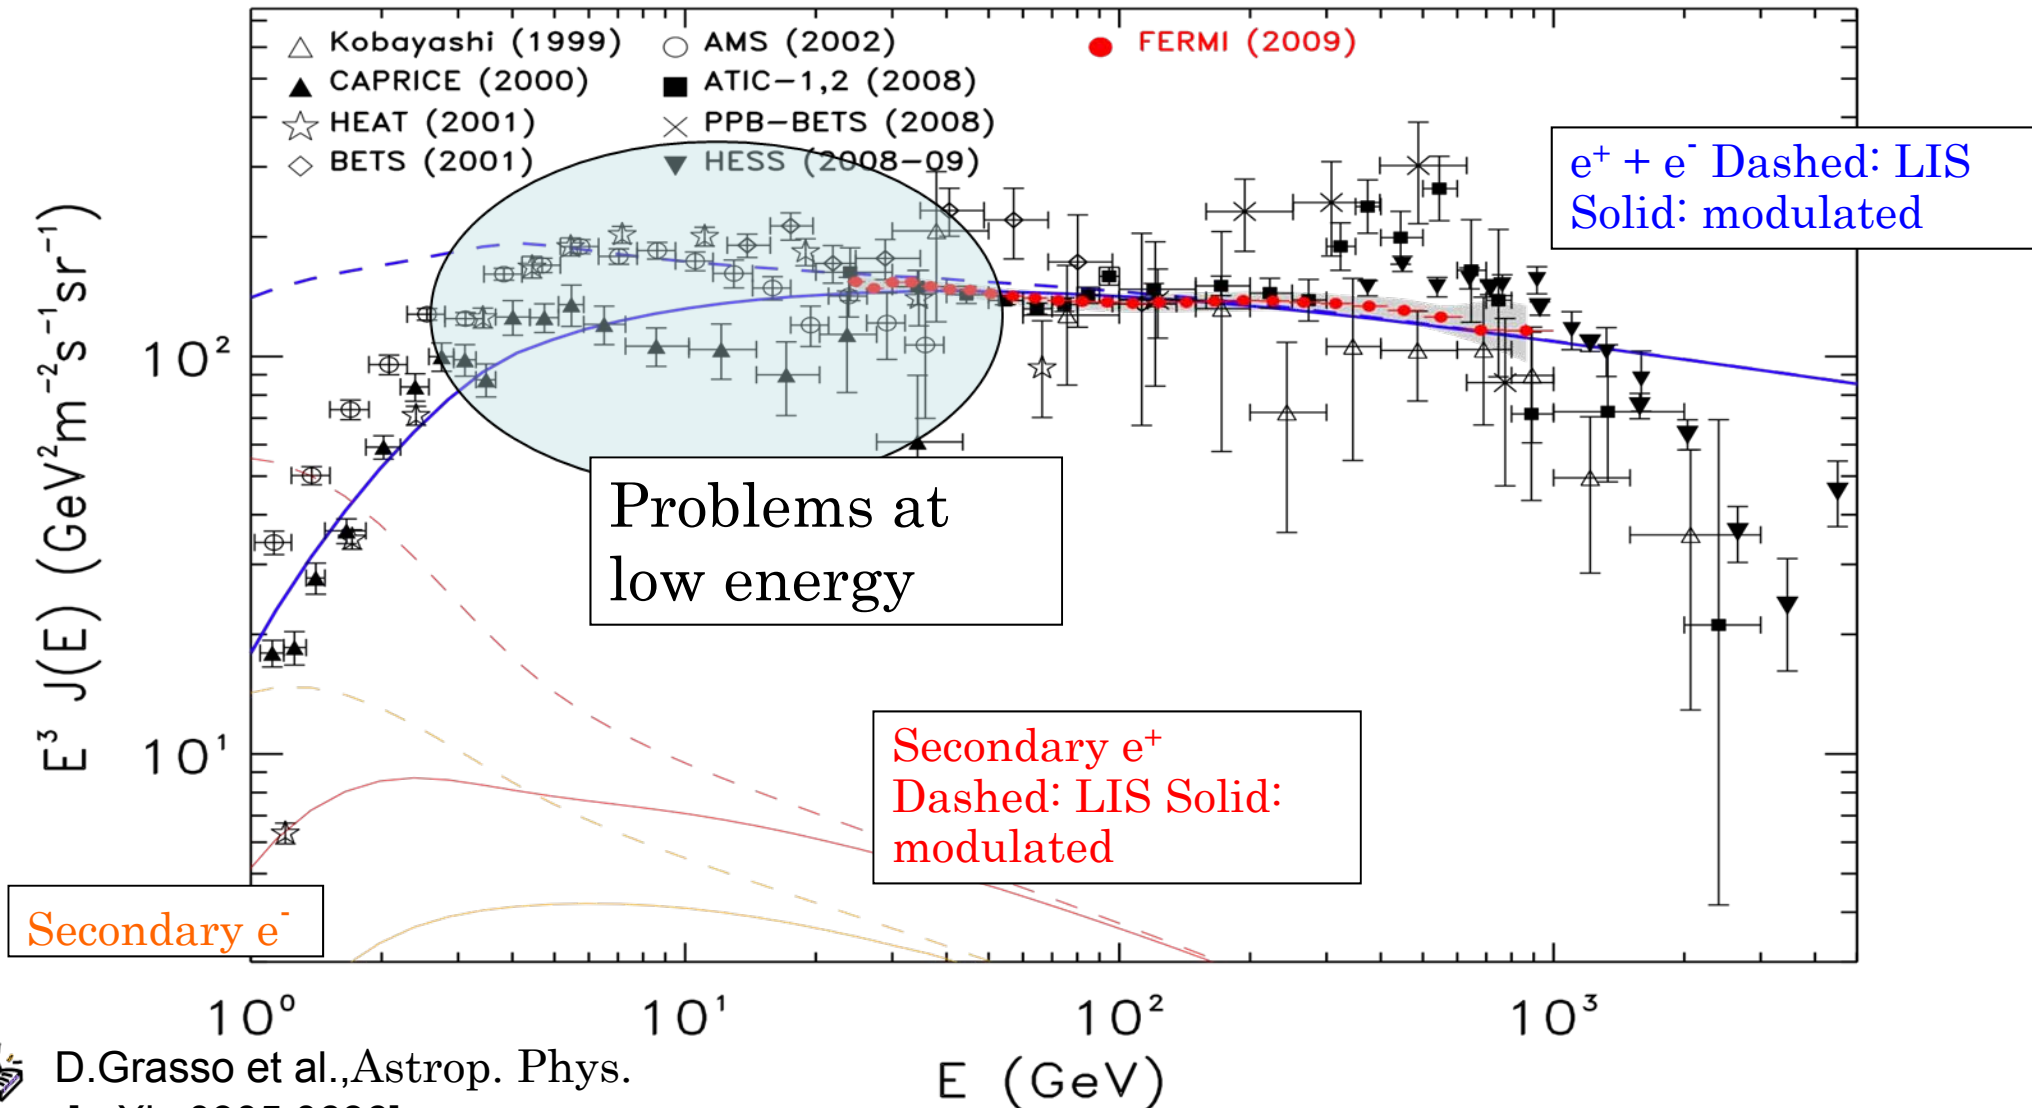 Kobayashi (1999)
CAPRICE (2000)
HEAT (2001)
BETS (2001)
AMS (2002)
ATIC-1,2 (2008)
PPB-BETS (2008)
HESS (2008-09)
FERMI (2009)
e⁺ + e⁻ Dashed: LIS
Solid: modulated
E³ J(E) (GeV²m⁻²s⁻¹sr⁻¹)
10²
10¹
Problems at
low energy
Secondary e⁺
Dashed: LIS Solid:
modulated
Secondary e⁻
10⁰ 10¹ 10² 10³
E (GeV)
D.Grasso et al.,Astrop. Phys.